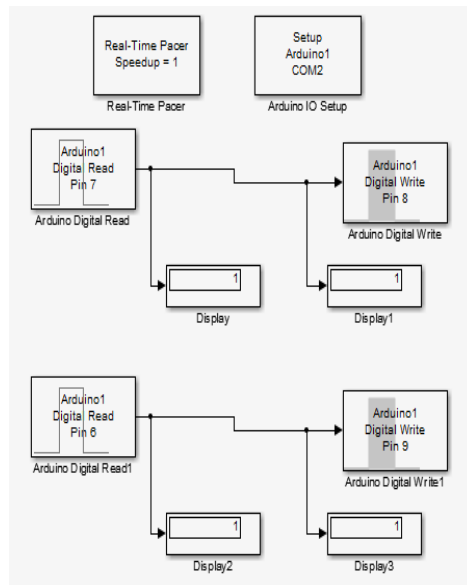 Real-Time Pacer
Speedup = 1
Real-Time Pacer
Setup
Arduino1
COM2
Arduino IO Setup
Arduino1
Digital Read
Pin 7
Arduino Digital Read
Arduino1
Digital Write
Pin 8
Arduino Digital Write
1
Display
1
Display1
Arduino1
Digital Read
Pin 6
Arduino Digital Read1
Arduino1
Digital Write
Pin 9
Arduino Digital Write1
1
Display2
1
Display3